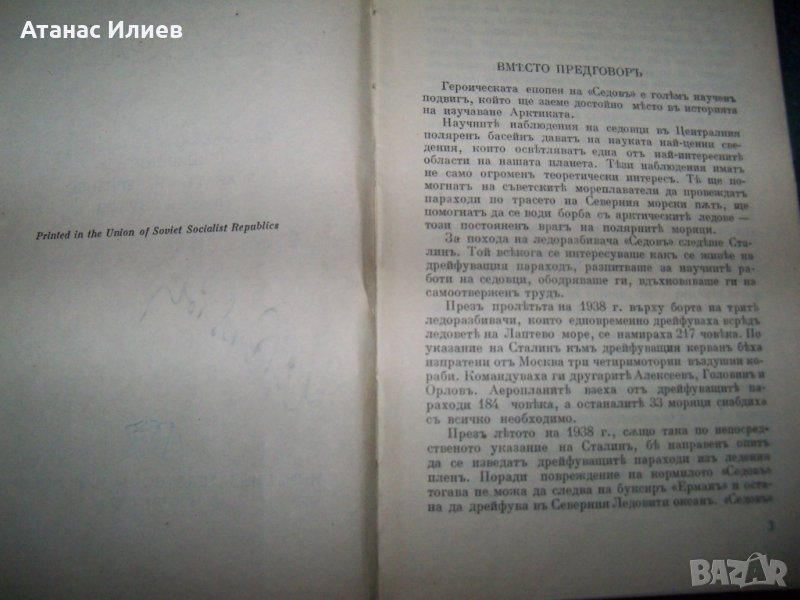 Атанас Илиев
Printed in the Union of Soviet Socialist Republics
ВМѢСТО ПРЕДГОВОРЪ
Героическата епопея на «Седовъ» е голѣмъ наученъ
подвигъ, който ще заеме достойно мѣсто въ историята
на изучаване Арктиката.
Научнитѣ наблюдения на седовци въ Централния
поляренъ басейнъ даватъ на науката най-ценни све-
дения, които освѣтляватъ една отъ най-интереснитѣ
области на нашата планета. Тѣзи наблюдения иматъ
не само огроменъ теоретически интересъ. Тѣ ще по-
могнатъ на съветскитѣ мореплаватели да провеждатъ
параходи по трасето на Северния морски пѫть, ще
помогнатъ да се води борба съ арктическитѣ ледове —
този постояненъ врагъ на полярнитѣ моряци.
За похода на ледоразбивача «Седовъ» следѣше Ста-
линъ. Той всѣкога се интересуваше какъ се живѣе на
дрейфуващия параходъ, разпитваше за научнитѣ ра-
боти на седовци, ободряваше ги, вдъхновяваше ги въ
самоотверженъ трудъ.
Презъ пролѣтьта на 1938 г. върху борта на тритѣ
ледоразбивачи, които едновременно дрейфуваха всрѣдъ
ледоветѣ на Лаптево море, се намираха 217 човѣка. По
указание на Сталинъ къмъ дрейфуващия керванъ бѣха
изпратени отъ Москва три четиримоторни въздушни ко-
раби. Командуваха ги другаритѣ Алексеевъ, Головинъ и
Орловъ. Аеропланитѣ взеха отъ дрейфуващитѣ па-
раходи 184 човѣка, а останалитѣ 33 моряци снабдиха
съ всичко необходимо.
Презъ лѣтото на 1938 г., сѫщо така по непосред-
ственото указание на Сталинъ, бѣ направенъ опитъ
да се изведатъ дрейфуващитѣ параходи изъ ледения
пленъ. Поради повреждение на кормилото «Седовъ»
тогава не можа да следва на буксиръ «Ермакъ» и оста-
на да дрейфува въ Северния Ледовити океанъ. «Седовъ»
3
BAZAR